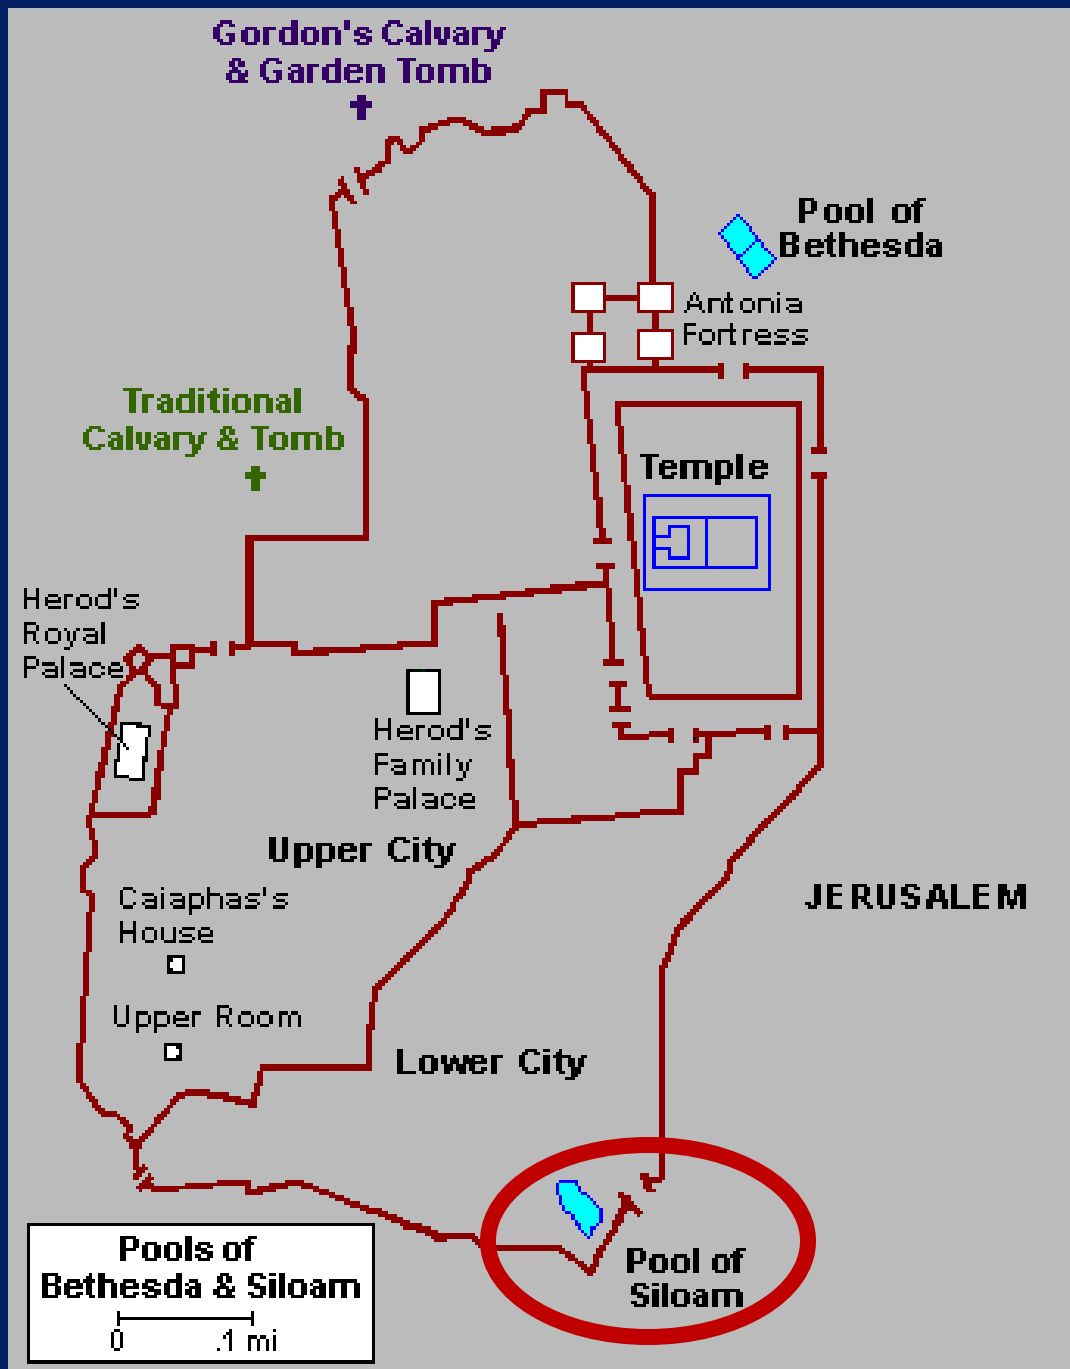 Gordon's Calvary
& Garden Tomb
Pool of
Bethesda
Antonia
Fortress
Traditional
Calvary & Tomb
Temple
Herod's
Royal
Palace
Herod's
Family
Palace
Upper City
JERUSALEM
Caiaphas's
House
Upper Room
Lower City
Pool of
Siloam
Pools of
Bethesda & Siloam
0 .1 mi